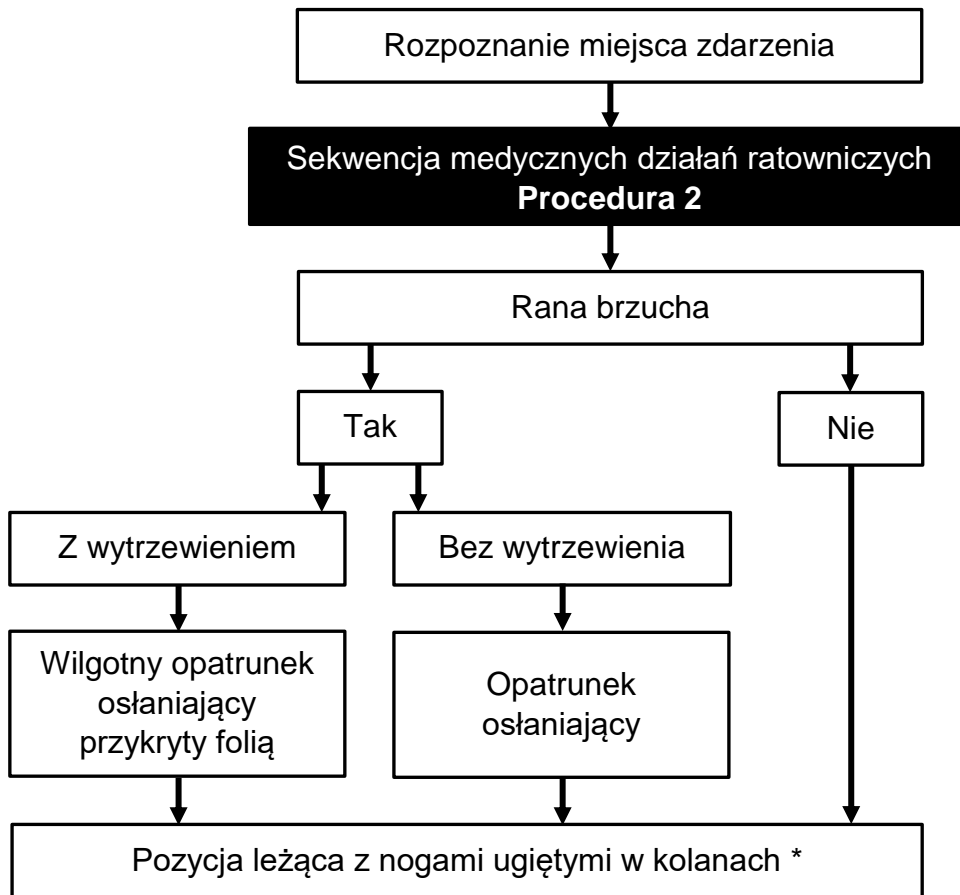 Rozpoznanie miejsca zdarzenia
Sekwencja medycznych działań ratowniczych
Procedura 2
Rana brzucha
Tak
Nie
Z wytrzewieniem
Bez wytrzewienia
Wilgotny opatrunek
osłaniający
przykryty folią
Opatrunek
osłaniający
Pozycja leżąca z nogami ugiętymi w kolanach *